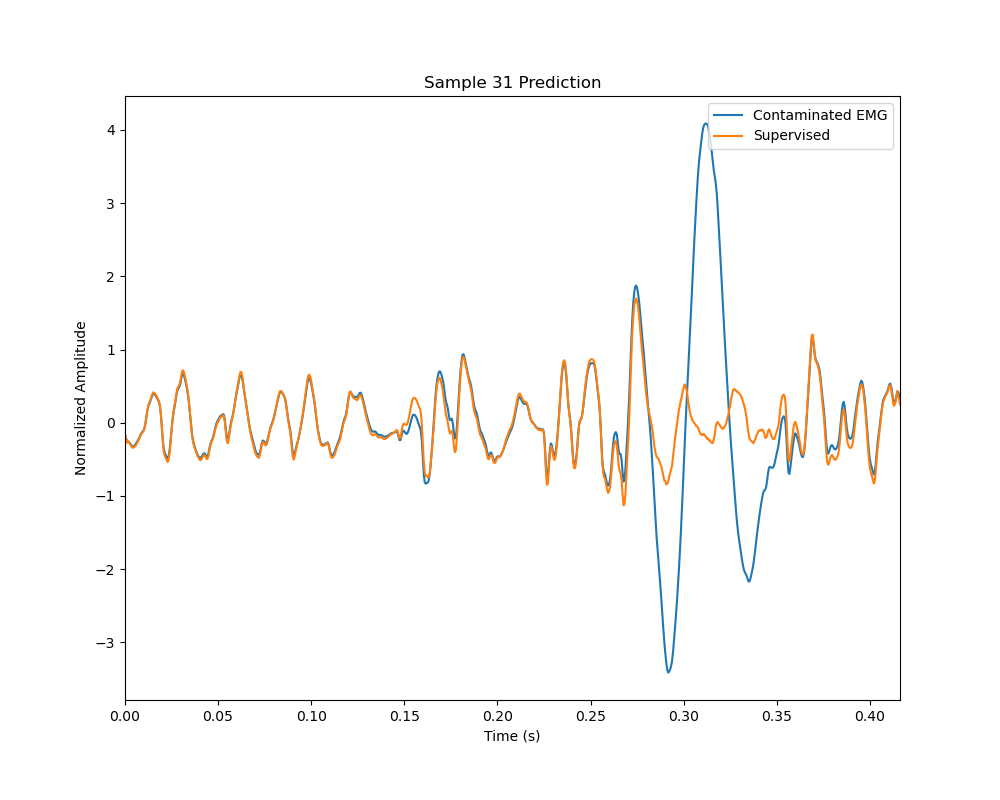 Sample 31 Prediction
Contaminated EMG
Supervised
4
3
2
1
0
−1
−2
−3
Normalized Amplitude
0.00 0.05 0.10 0.15 0.20 0.25 0.30 0.35 0.40
Time (s)